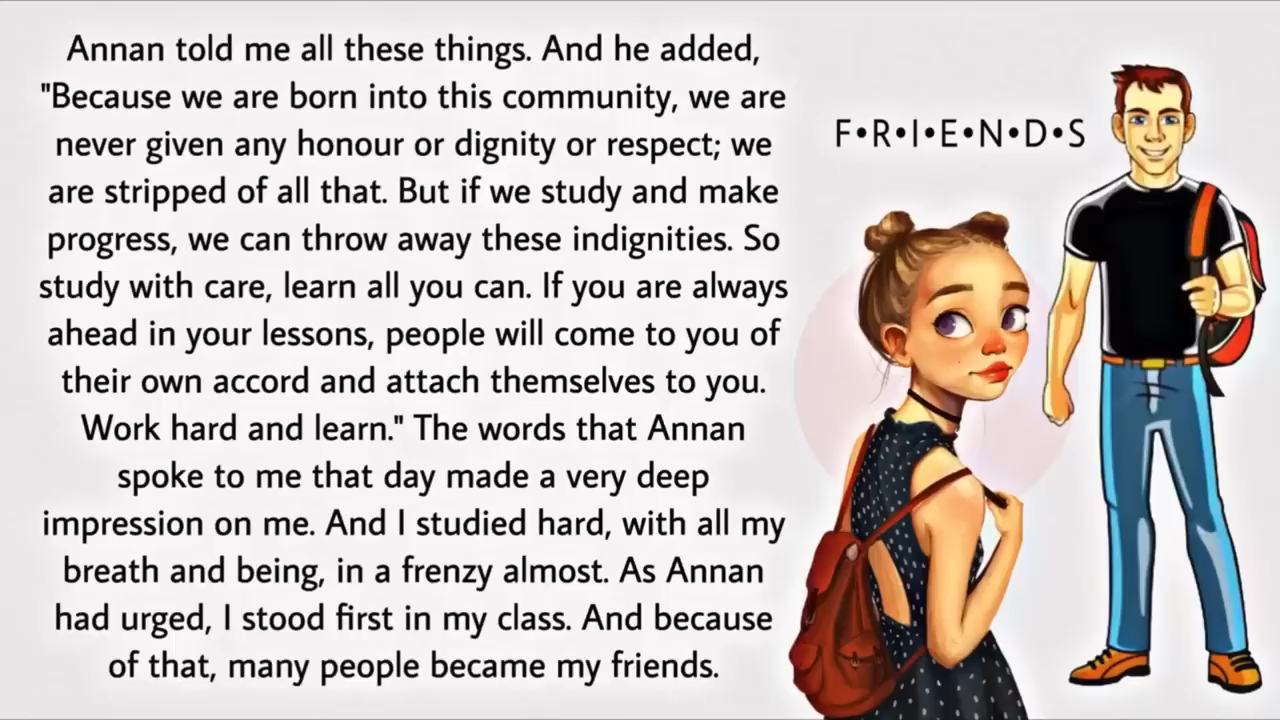 Annan told me all these things. And he added,
"Because we are born into this community, we are
never given any honour or dignity or respect; we
are stripped of all that. But if we study and make
progress, we can throw away these indignities. So
study with care, learn all you can. If you are always
ahead in your lessons, people will come to you of
their own accord and attach themselves to you.
Work hard and learn." The words that Annan
spoke to me that day made a very deep
impression on me. And I studied hard, with all my
breath and being, in a frenzy almost. As Annan
had urged, I stood first in my class. And because
of that, many people became my friends.
F•R•I•E•N•D•S